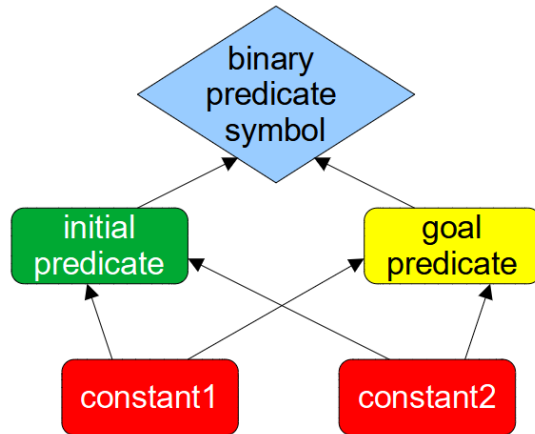 binary
predicate
symbol
initial
predicate
goal
predicate
constant1
constant2